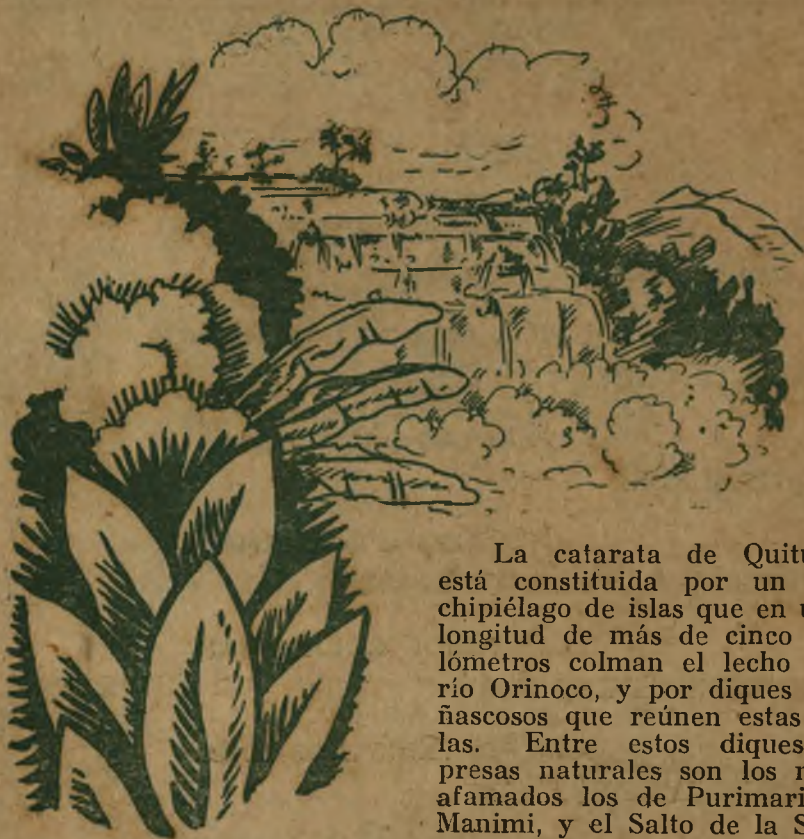 La catarata de
está constituida por un
chipiélago de islas que en
longitud de más de cinco
lómetros colman el lecho
río Orinoco, y por diques
ñascosos que reúnen estas
las. Entre estos diques
presas naturales son los
afamados los de
Manimi, y el Salto de la